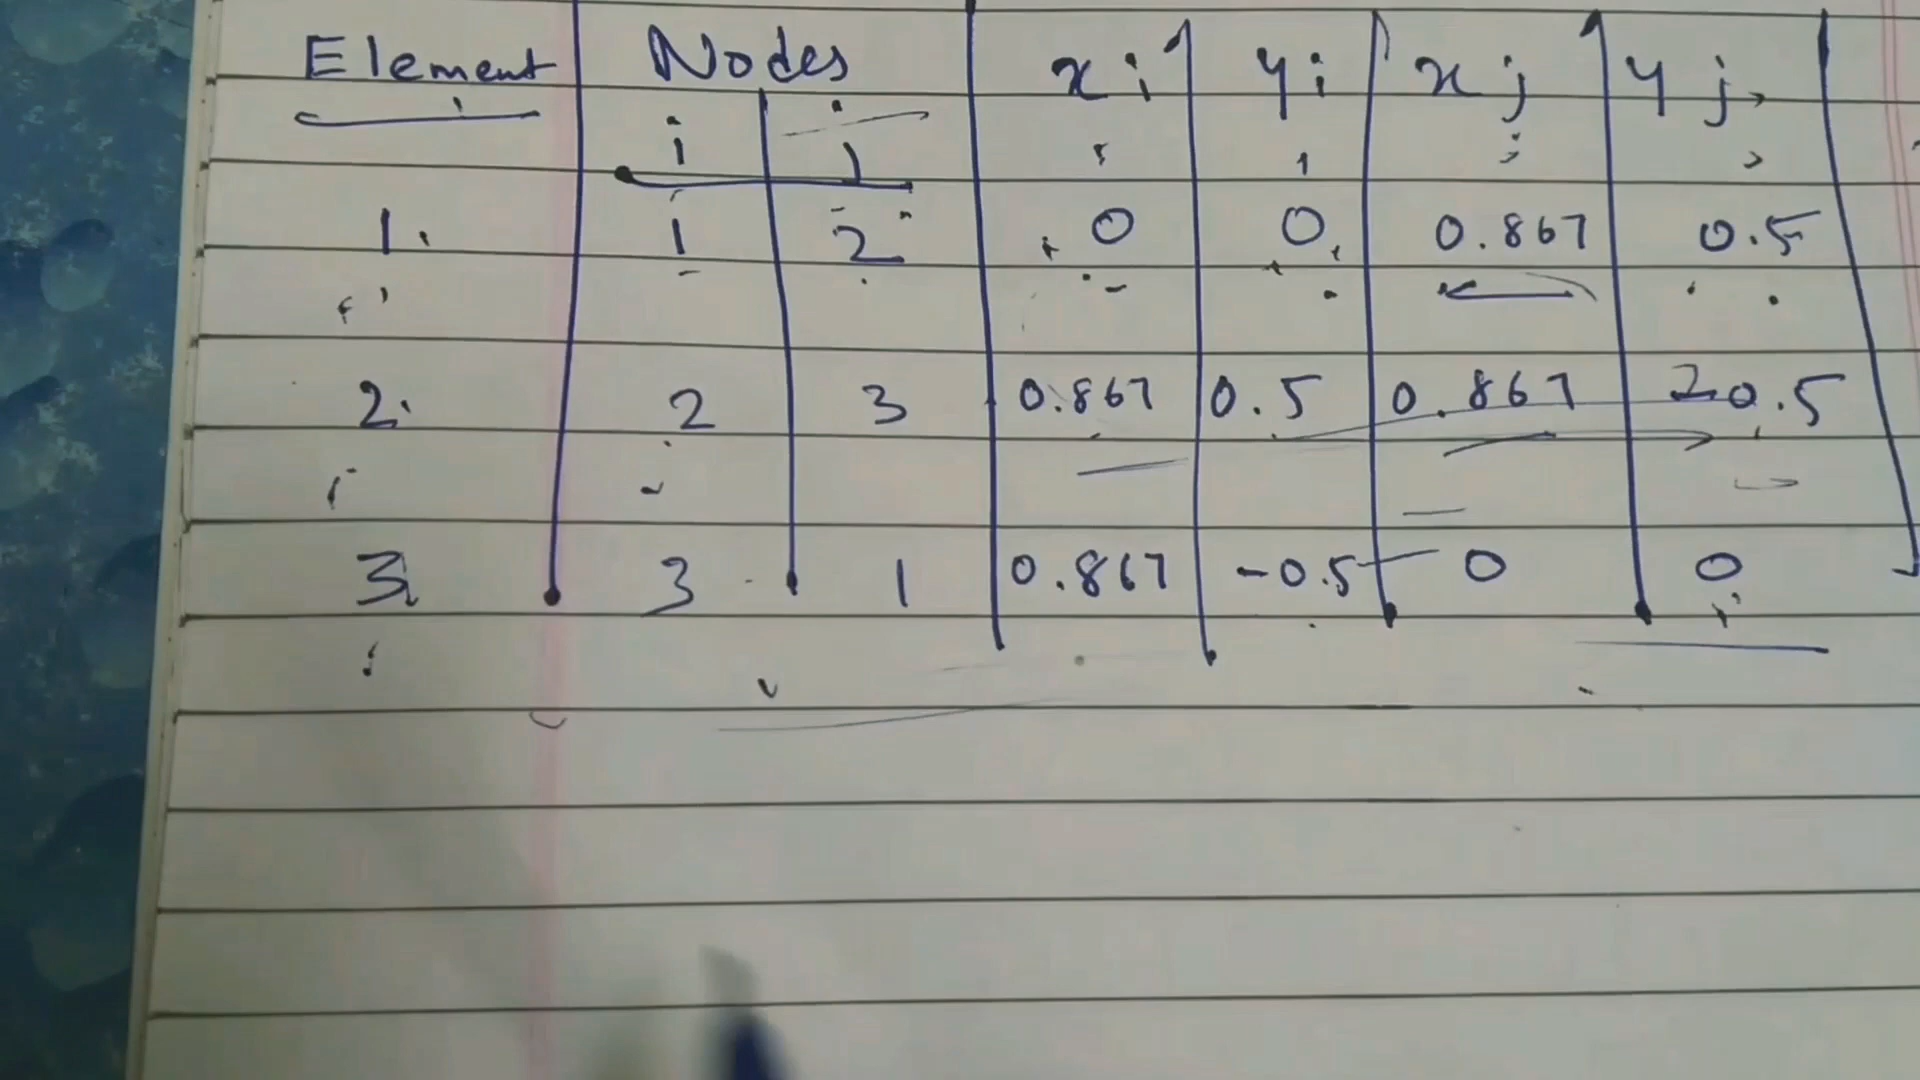 Element Nodes xi yi xj yj
i j
1. 1 2 0 0 0.867 0.5
2. 2 3 0.867 0.5 0.867 -0.5
3. 3 1 0.867 -0.5 0 0